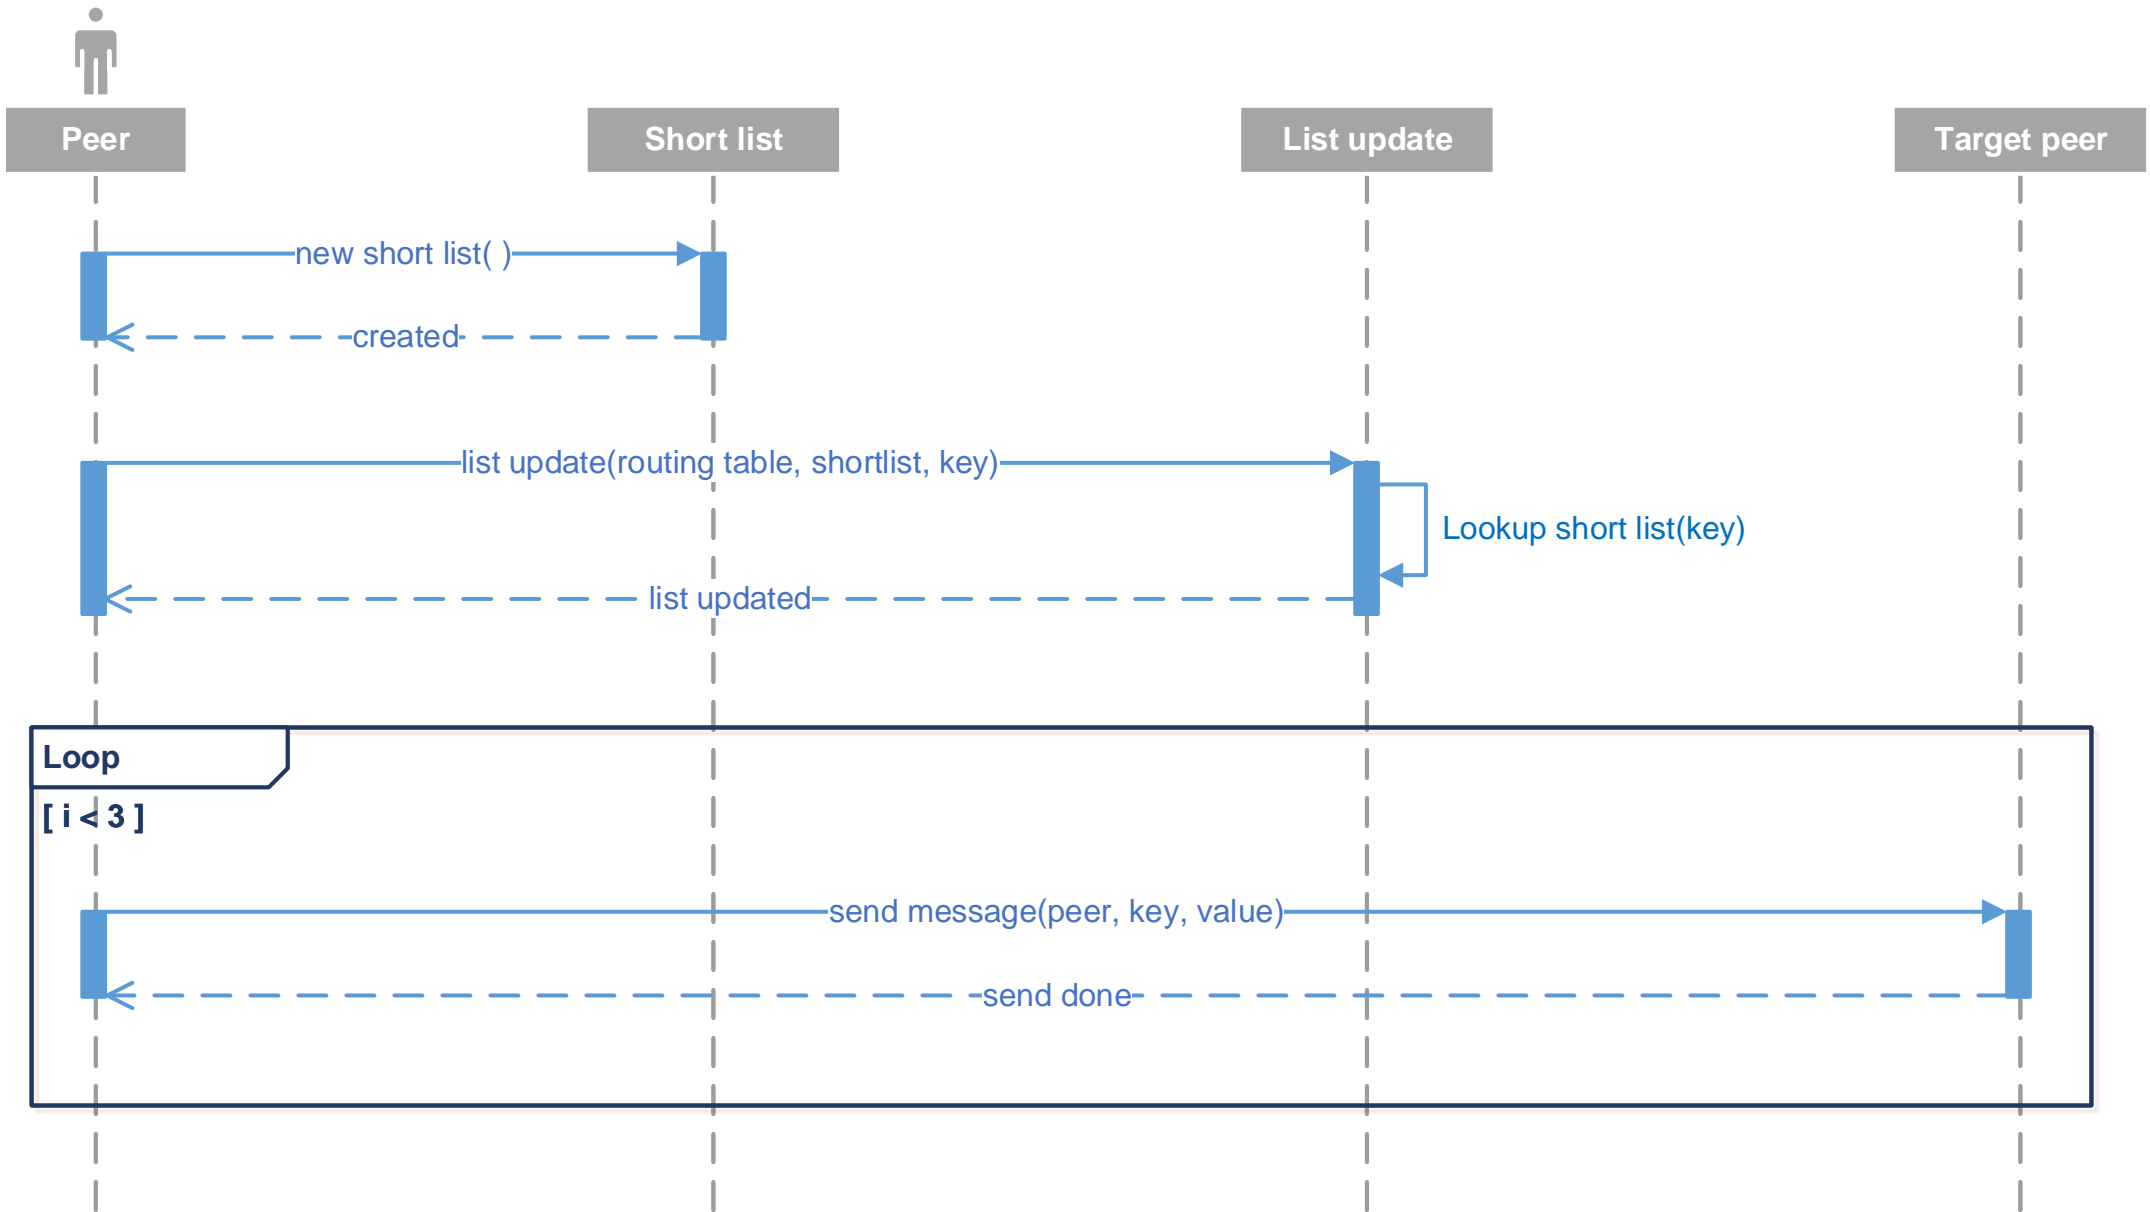 Peer
Short list
List update
Target peer
new short list( )
created
list update(routing table, shortlist, key)
Lookup short list(key)
list updated
Loop
[ i < 3 ]
send message(peer, key, value)
send done